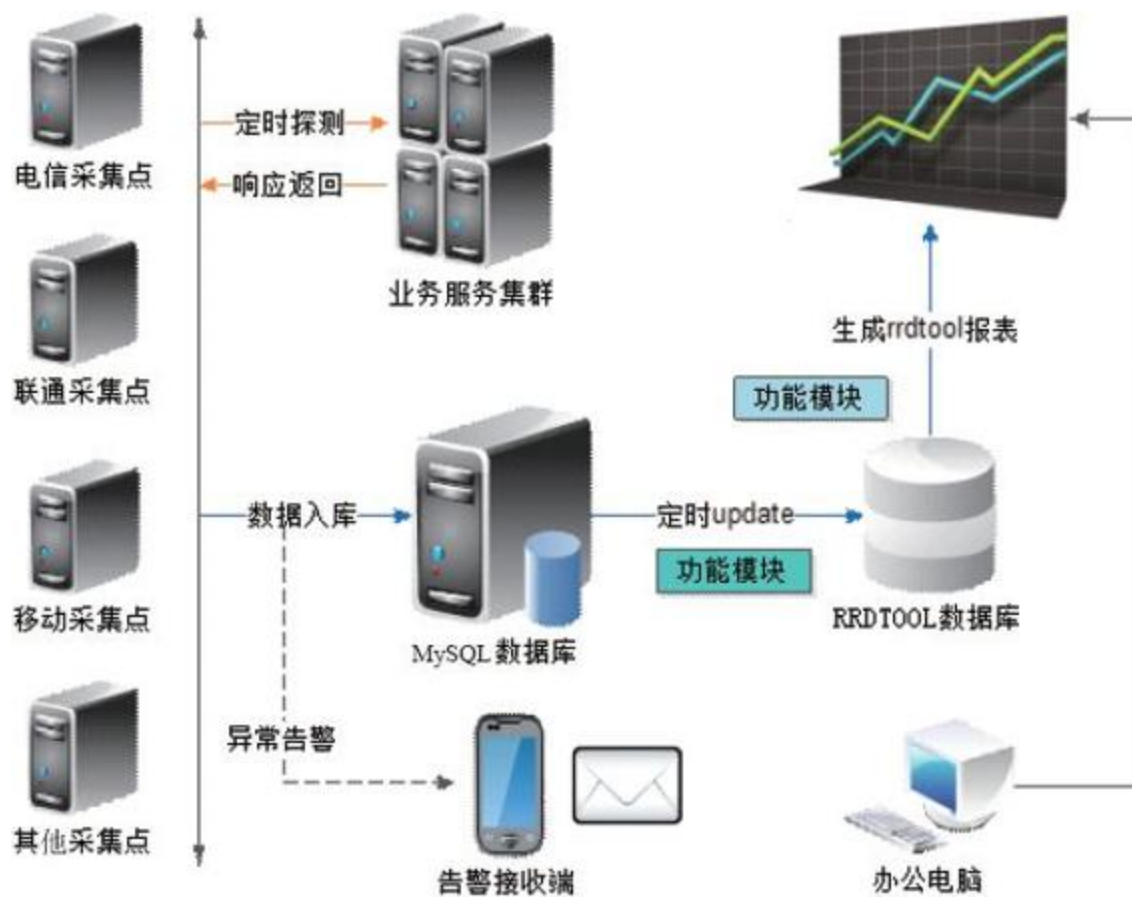 电信采集点
定时探测
响应返回
业务服务集群
联通采集点
生成rrdtool报表
功能模块
数据入库
定时update
功能模块
移动采集点
MySQL 数据库
RRDTOOL数据库
异常告警
其他采集点
告警接收端
办公电脑